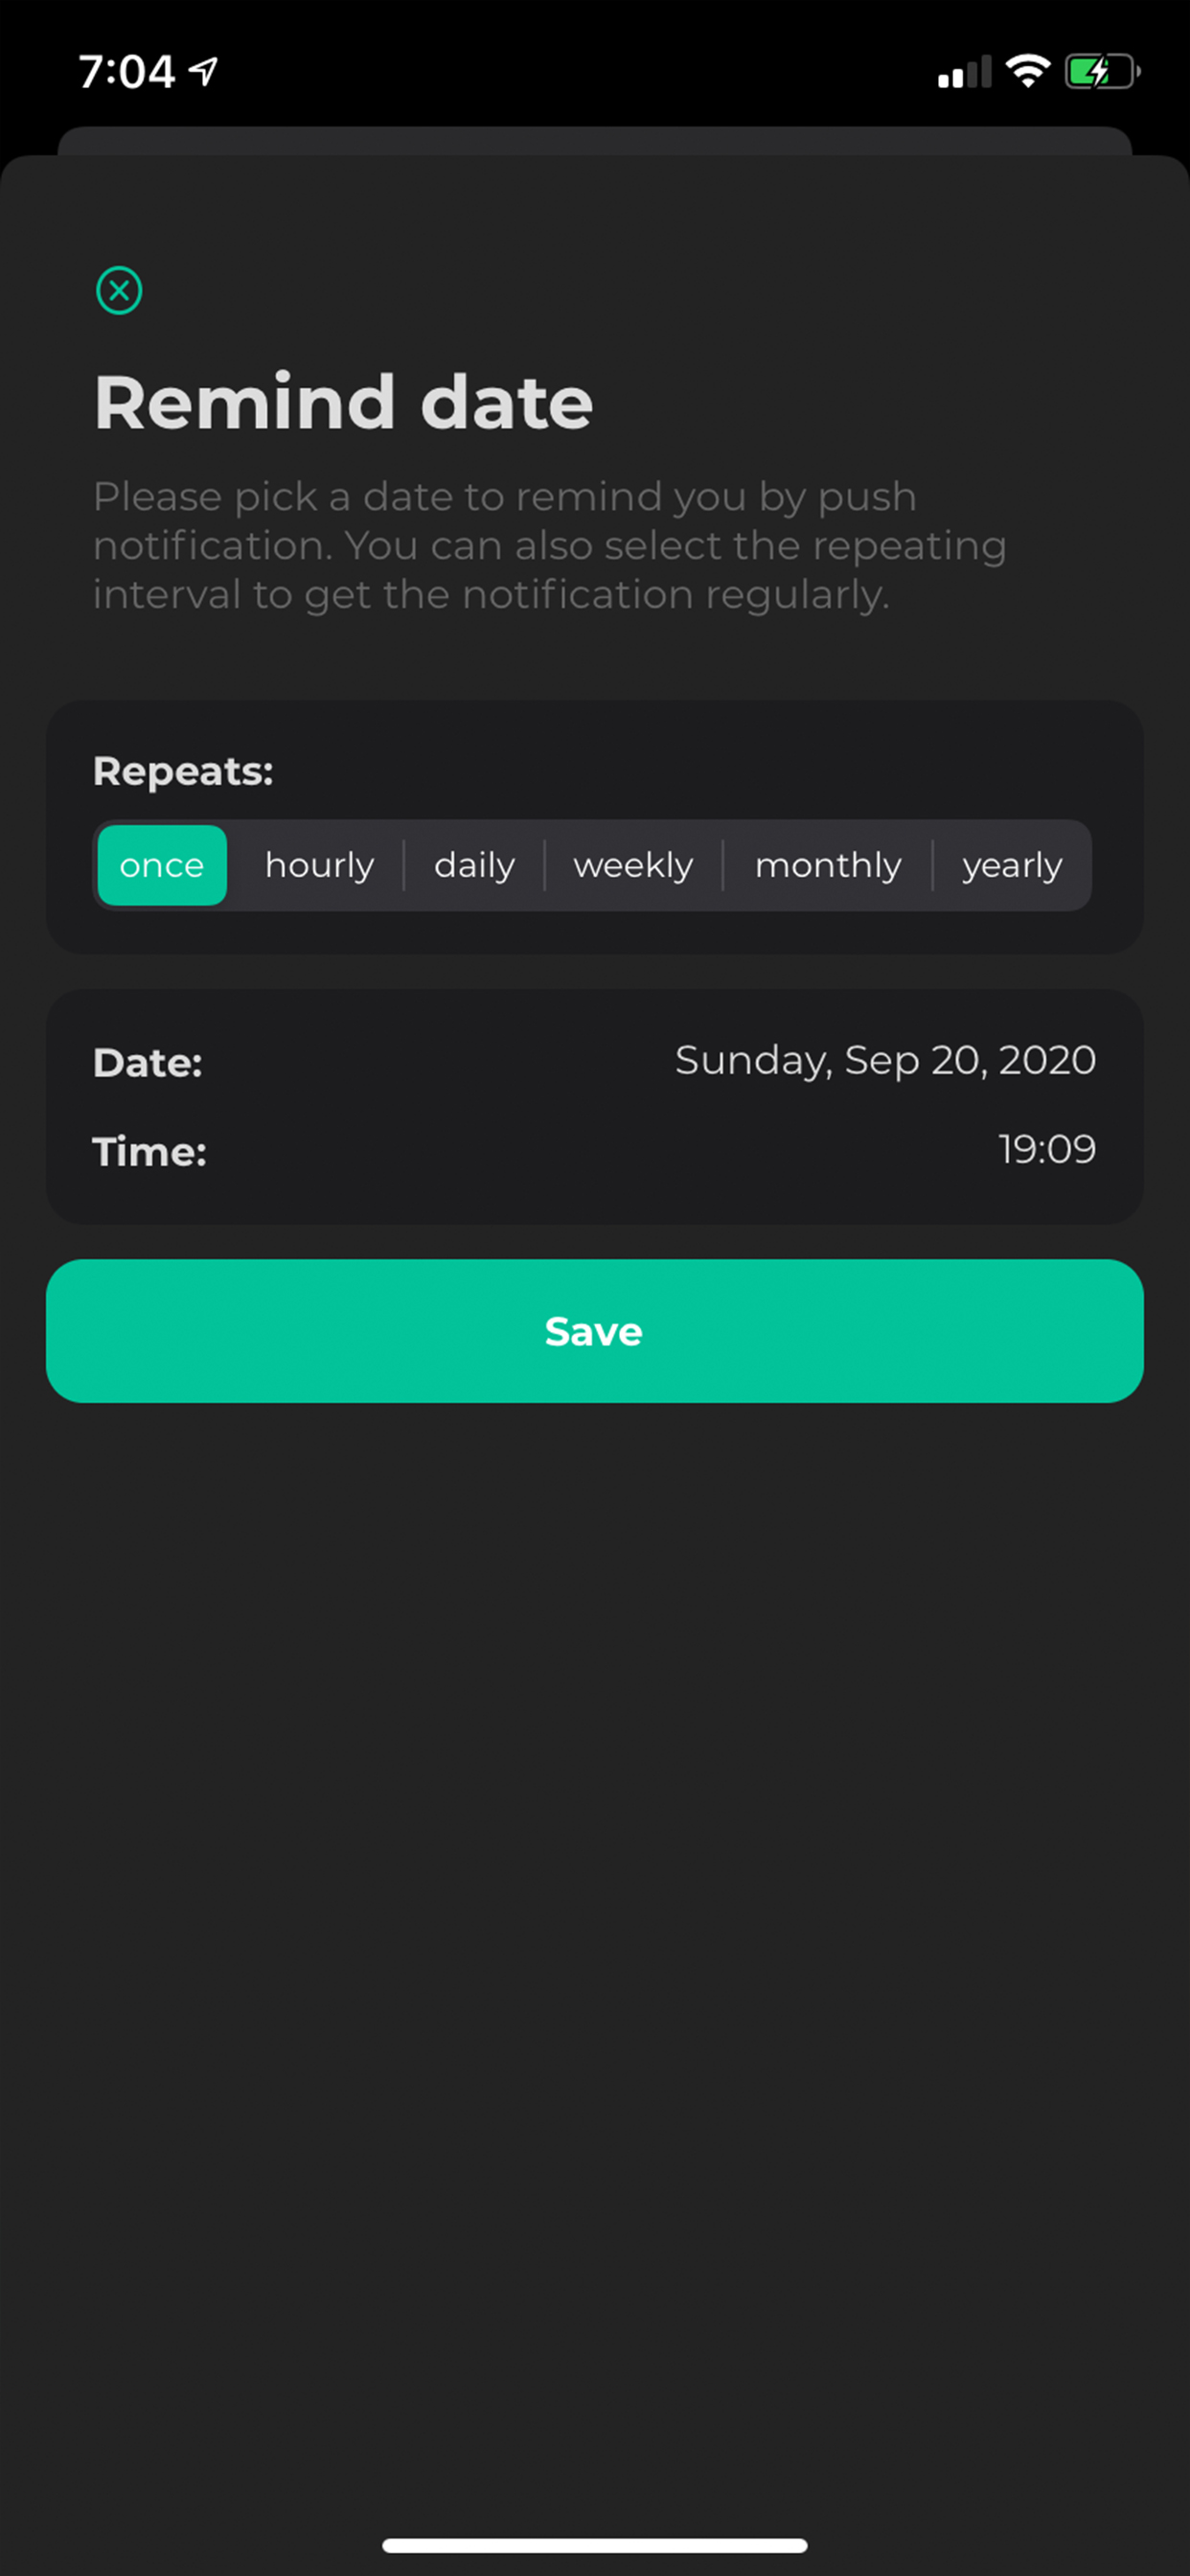 7:04
Remind date
Please pick a date to remind you by push
notification. You can also select the repeating
interval to get the notification regularly.
Repeats:
once hourly daily weekly monthly yearly
Date: Sunday, Sep 20, 2020
Time: 19:09
Save